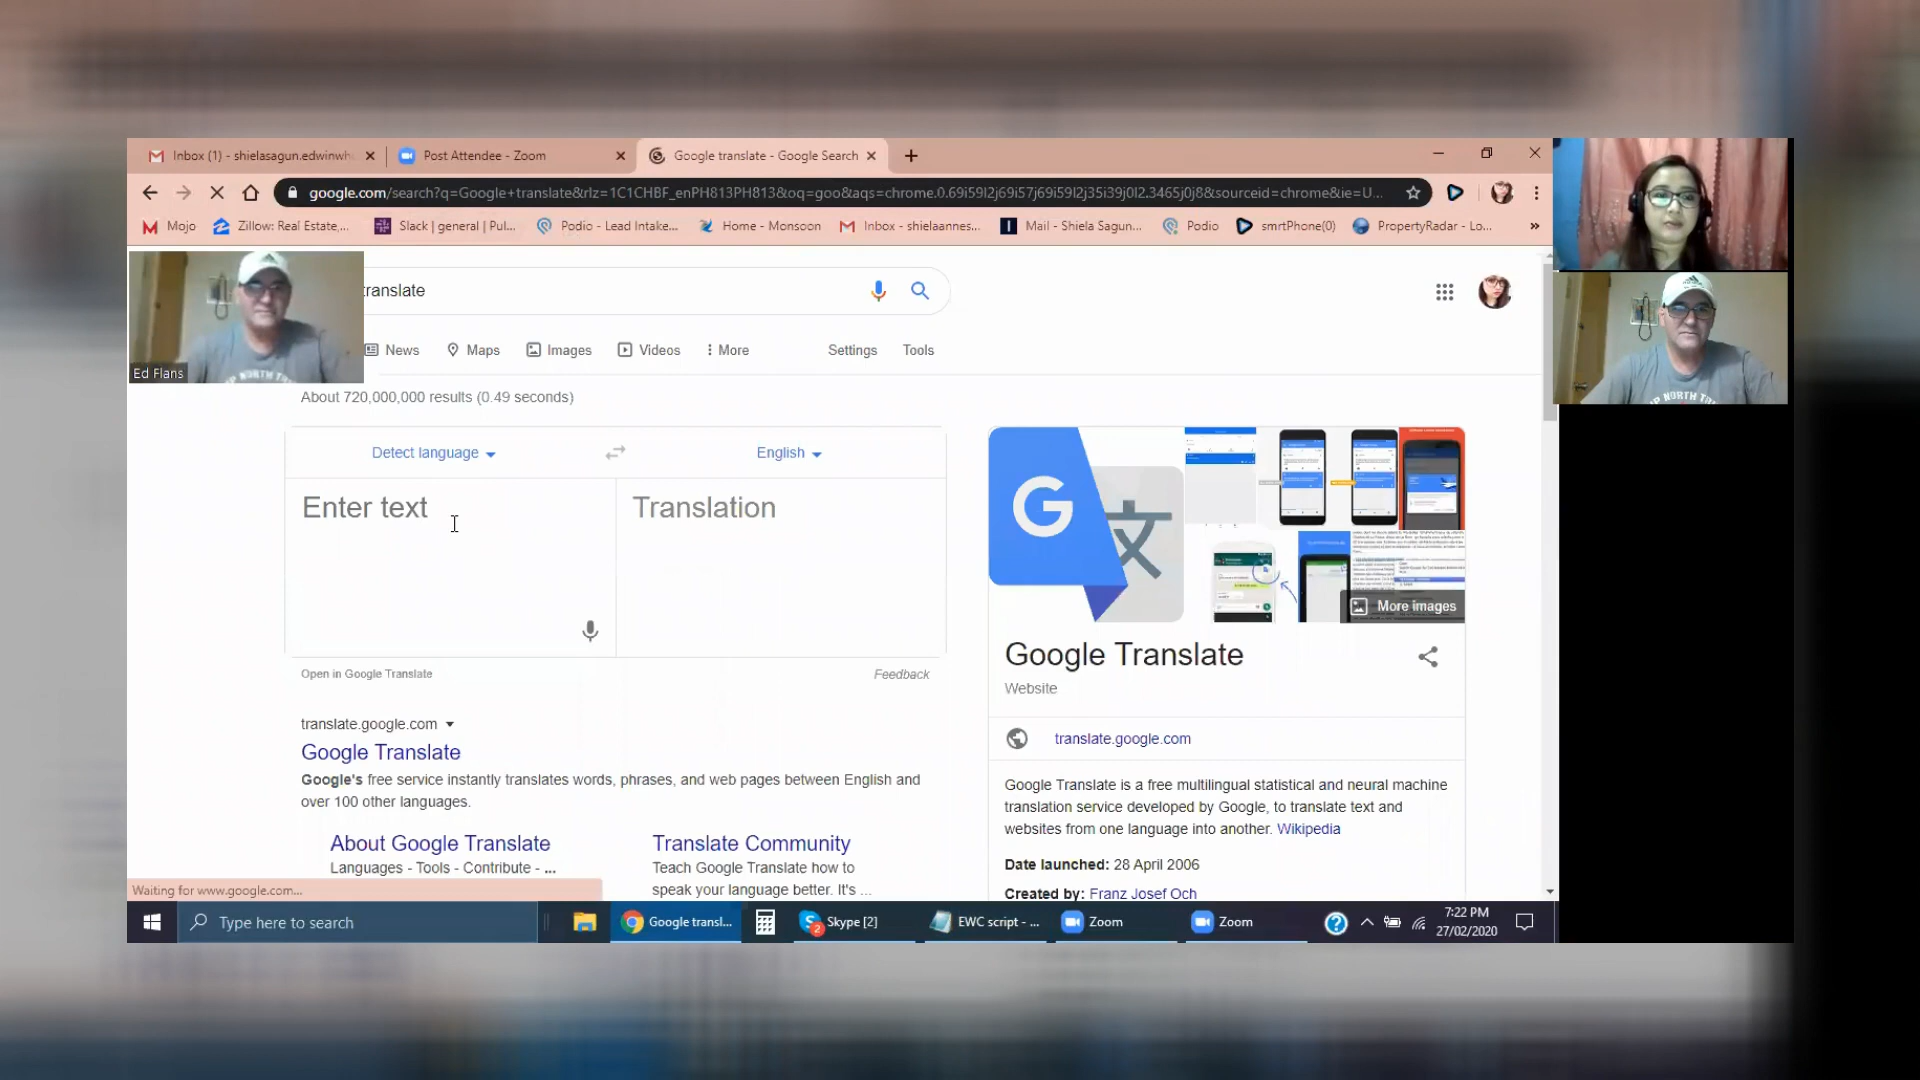 Inbox (1) - shielasagun.edwinwh
Post Attendee - Zoom
Google translate - Google Search
google.com/search?q=Google+translate&rlz=1C1CHBF_enPH813PH813&oq=goo&aqs=chrome.0.69i59l2j69i57j69i59l2j35i39j0l2.3465j0j8&sourceid=chrome&ie=U...
Mojo
Zillow: Real Estate,...
Slack | general | Pul...
Podio - Lead Intake...
Home - Monsoon
Inbox - shielaannes...
Mail - Shiela Sagun...
Podio
smrtPhone(0)
PropertyRadar - Lo...
»
ranslate
News
Maps
Images
Videos
More
Settings
Tools
Ed Flans
About 720,000,000 results (0.49 seconds)
Detect language
English
Enter text
Translation
Open in Google Translate
Feedback
translate.google.com
Google Translate
Google's free service instantly translates words, phrases, and web pages between English and
over 100 other languages.
About Google Translate
Languages - Tools - Contribute - ...
Translate Community
Teach Google Translate how to
speak your language better. It's ...
G
文
More images
Google Translate
Website
translate.google.com
Google Translate is a free multilingual statistical and neural machine
translation service developed by Google, to translate text and
websites from one language into another. Wikipedia
Date launched: 28 April 2006
Created by: Franz Josef Och
Waiting for www.google.com...
Type here to search
Google transl...
2
Skype [2]
EWC script - ...
Zoom
Zoom
7:22 PM
27/02/2020